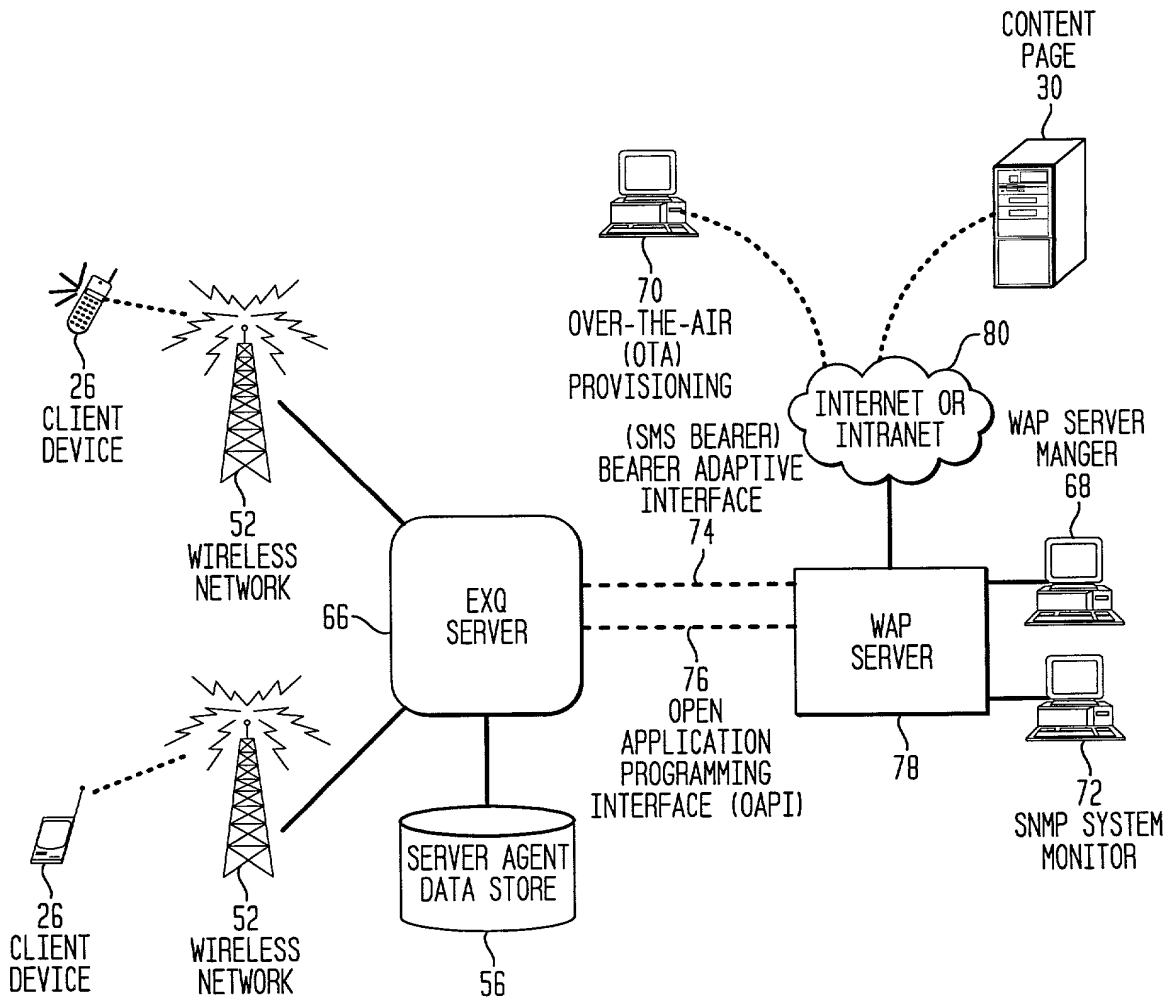 CONTENT
PAGE
30
70
OVER-THE-AIR
(OTA)
PROVISIONING
80
INTERNET OR
INTRANET
26
CLIENT
DEVICE
52
WIRELESS
NETWORK
(SMS BEARER)
BEARER ADAPTIVE
INTERFACE
74
WAP SERVER
MANGER
68
66
EXQ
SERVER
WAP
SERVER
76
OPEN
APPLICATION
PROGRAMMING
INTERFACE (OAPI)
78
72
SNMP SYSTEM
MONITOR
26
CLIENT
DEVICE
52
WIRELESS
NETWORK
SERVER AGENT
DATA STORE
56